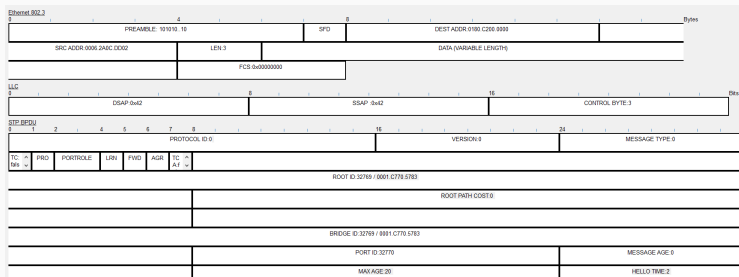 Ethernet 802.3
0 4 8 Bytes
PREAMBLE: 101010..10 SFD DEST ADDR:0180.C200.0000
SRC ADDR:0006.2A0C.DD02 LEN:3 DATA (VARIABLE LENGTH)
FCS:0x00000000
LLC
0 8 16 Bits
DSAP:0x42 SSAP :0x42 CONTROL BYTE:3
STP BPDU
0 1 2 4 5 6 7 8 16 24
PROTOCOL ID:0: VERSION:0 MESSAGE TYPE:0
TC: fals PRO PORTROLE LRN FWD AGR TC A:f
ROOT ID:32769 / 0001.C770.5783
ROOT PATH COST:0
BRIDGE ID:32769 / 0001.C770.5783
PORT ID:32770 MESSAGE AGE:0
MAX AGE:20: HELLO TIME:2